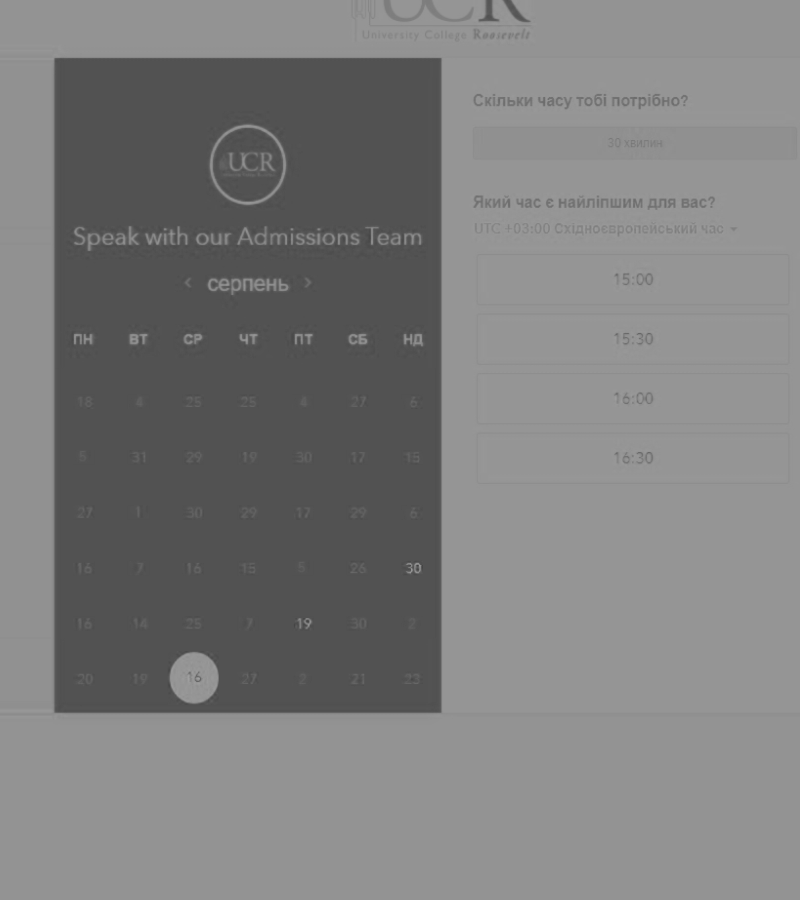 UCR
University College Roosevelt
UCR
Speak with our Admissions Team
‹ серпень ›
ПН ВТ СР ЧТ ПТ СБ НД
18 4 25 25 4 27 6
5 31 29 19 30 17 15
27 1 30 29 17 29 6
16 7 16 15 5 26 30
16 14 25 7 19 30 2
20 19 16 27 2 21 23
Скільки часу тобі потрібно?
30 хвилин
Який час є найліпшим для вас?
UTC +03:00 Східноєвропейський час
15:00
15:30
16:00
16:30